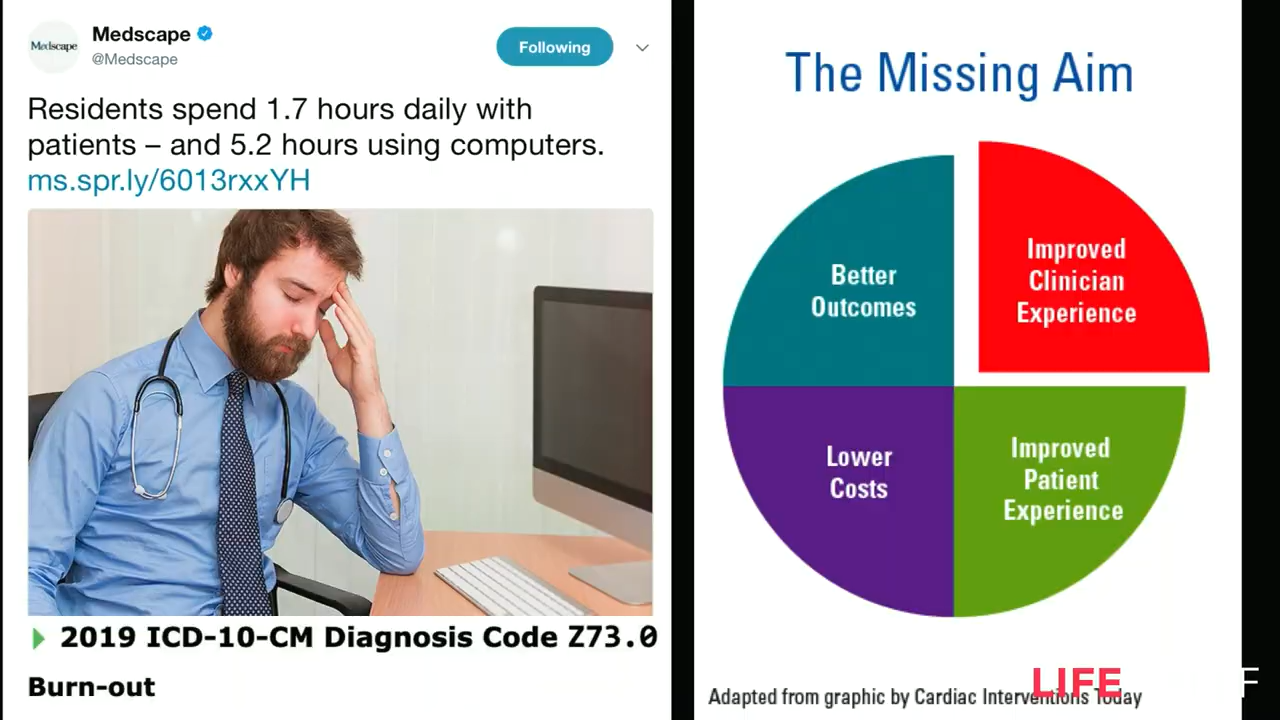 Medscape
Medscape
@Medscape
Following
Residents spend 1.7 hours daily with
patients – and 5.2 hours using computers.
ms.spr.ly/6013rxxYH
2019 ICD-10-CM Diagnosis Code Z73.0
Burn-out
The Missing Aim
Better
Outcomes
Improved
Clinician
Experience
Lower
Costs
Improved
Patient
Experience
Adapted from graphic by Cardiac Interventions Today
LIFE
F